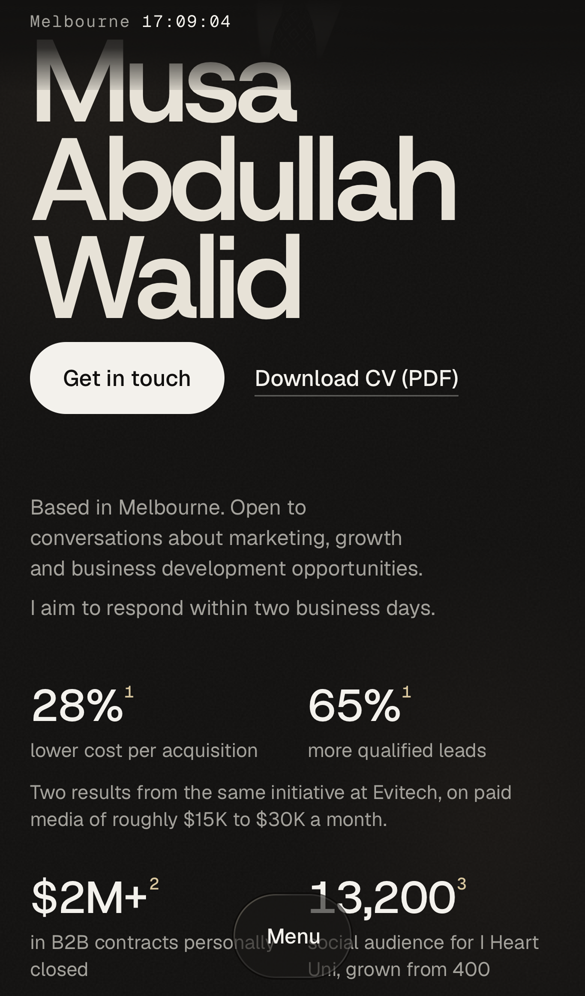 Melbourne 17:09:04
Musa
Abdullah
Walid
Get in touch
Download CV (PDF)
Based in Melbourne. Open to
conversations about marketing, growth
and business development opportunities.
I aim to respond within two business days.
28%1
65%1
lower cost per acquisition
more qualified leads
Two results from the same initiative at Evitech, on paid
media of roughly $15K to $30K a month.
$2M+2
13,2003
in B2B contracts personally
closed
social audience for I Heart
Uni, grown from 400
Menu